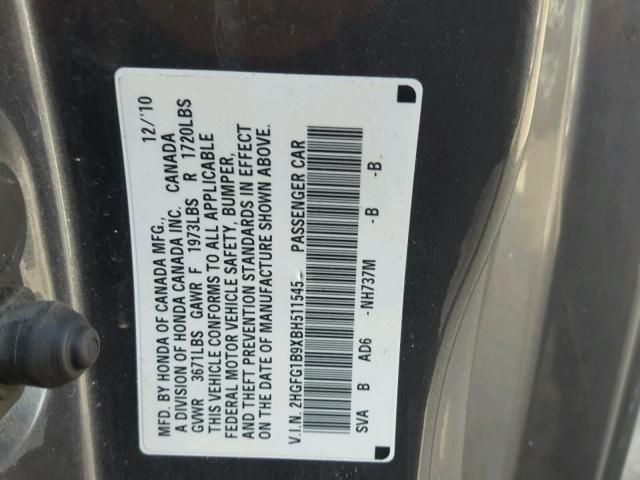 MFD. BY HONDA OF CANADA MFG., 12/'10
A DIVISION OF HONDA CANADA INC. CANADA
GVWR 3671LBS GAWR F 1973LBS R 1720LBS
THIS VEHICLE CONFORMS TO ALL APPLICABLE
FEDERAL MOTOR VEHICLE SAFETY, BUMPER,
AND THEFT PREVENTION STANDARDS IN EFFECT
ON THE DATE OF MANUFACTURE SHOWN ABOVE.
V.I.N. 2HGFG1B9XBH511545 PASSENGER CAR
SVA B AD6 -NH737M -B -B